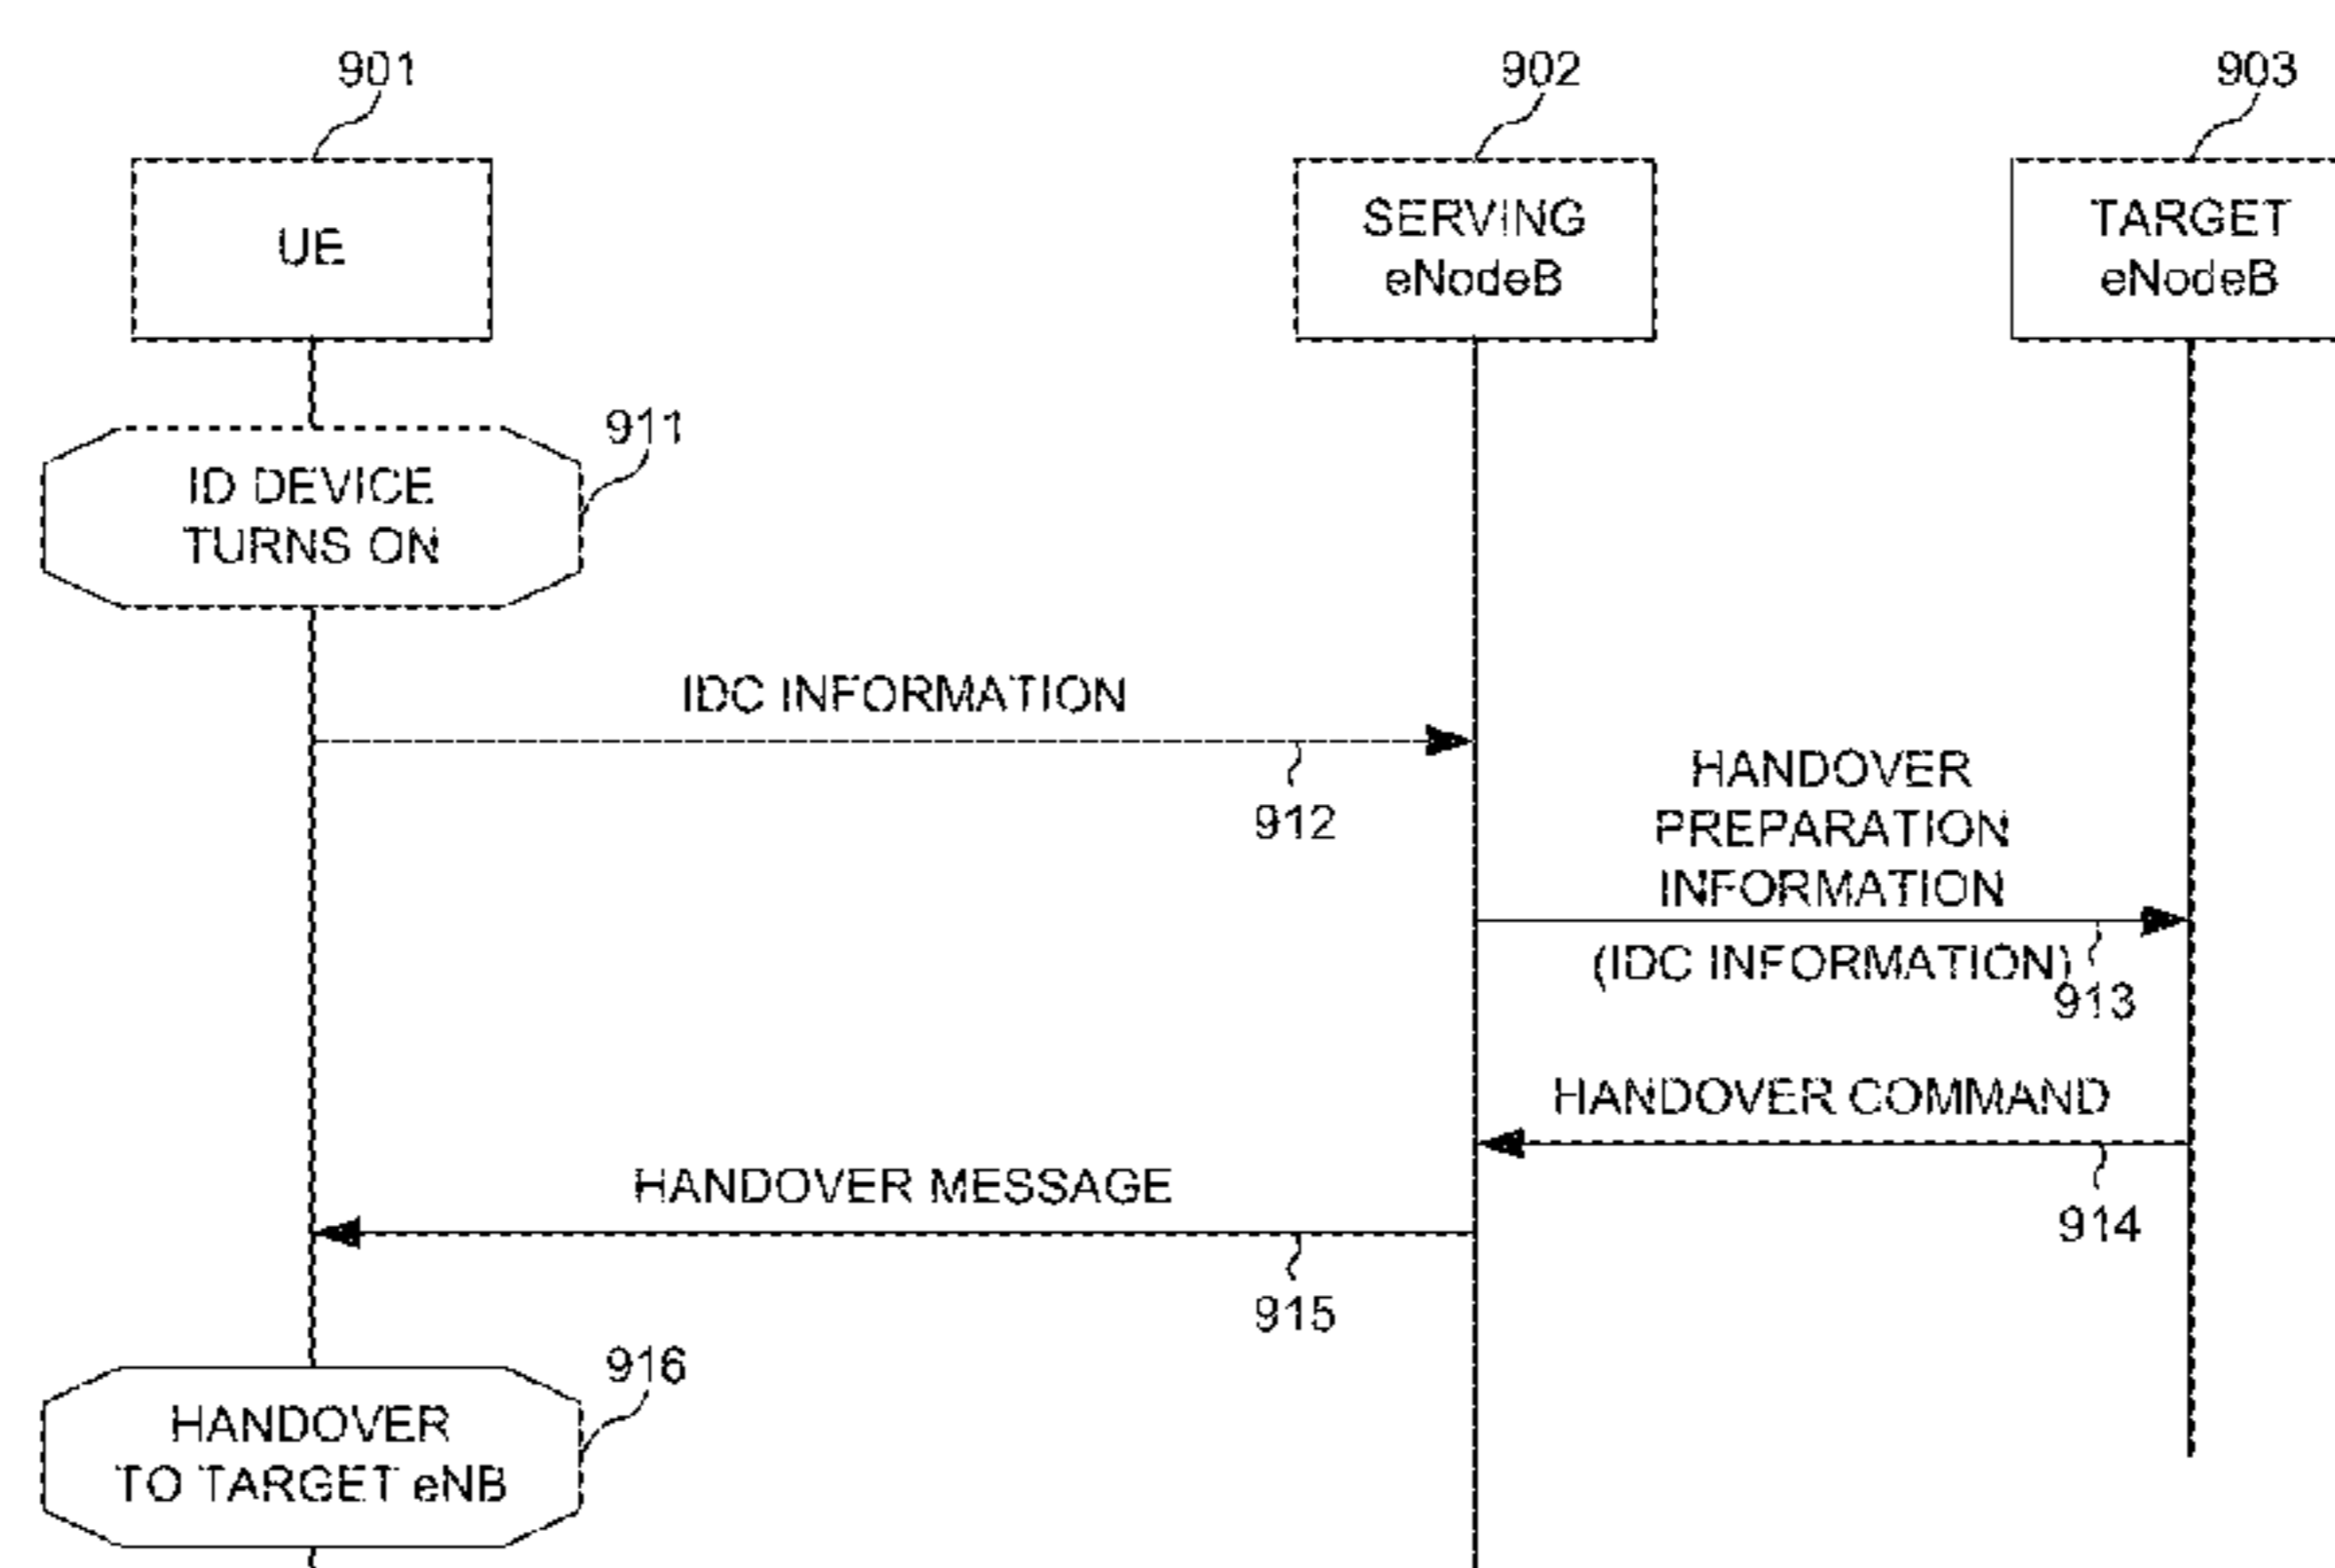 901
902
903
UE
SERVING
eNodeB
TARGET
eNodeB
911
ID DEVICE
TURNS ON
IDC INFORMATION
912
HANDOVER
PREPARATION
INFORMATION
(IDC INFORMATION)
913
HANDOVER COMMAND
914
HANDOVER MESSAGE
915
916
HANDOVER
TO TARGET eNB